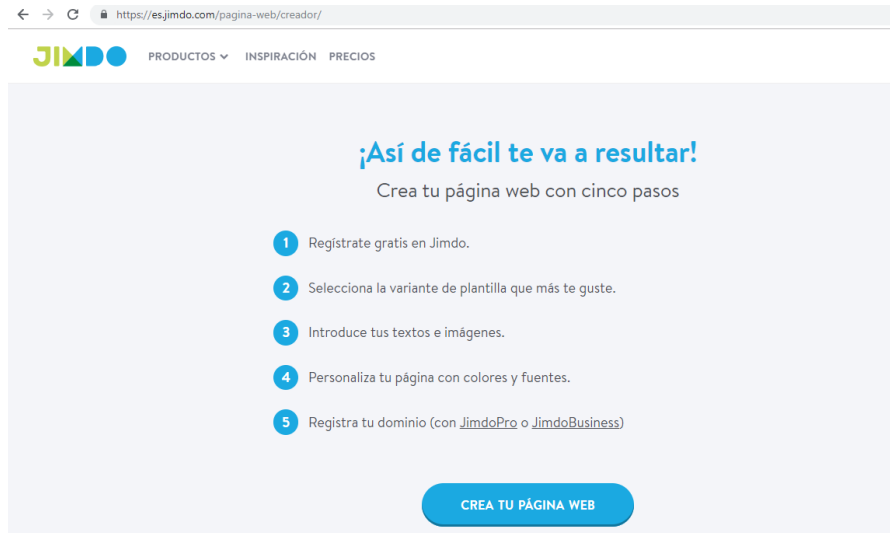 https://es.jimdo.com/pagina-web/creador/
JIMDO PRODUCTOS INSPIRACIÓN PRECIOS
¡Así de fácil te va a resultar!
Crea tu página web con cinco pasos
1 Regístrate gratis en Jimdo.
2 Selecciona la variante de plantilla que más te guste.
3 Introduce tus textos e imágenes.
4 Personaliza tu página con colores y fuentes.
5 Registra tu dominio (con JimdoPro o JimdoBusiness)
CREA TU PÁGINA WEB